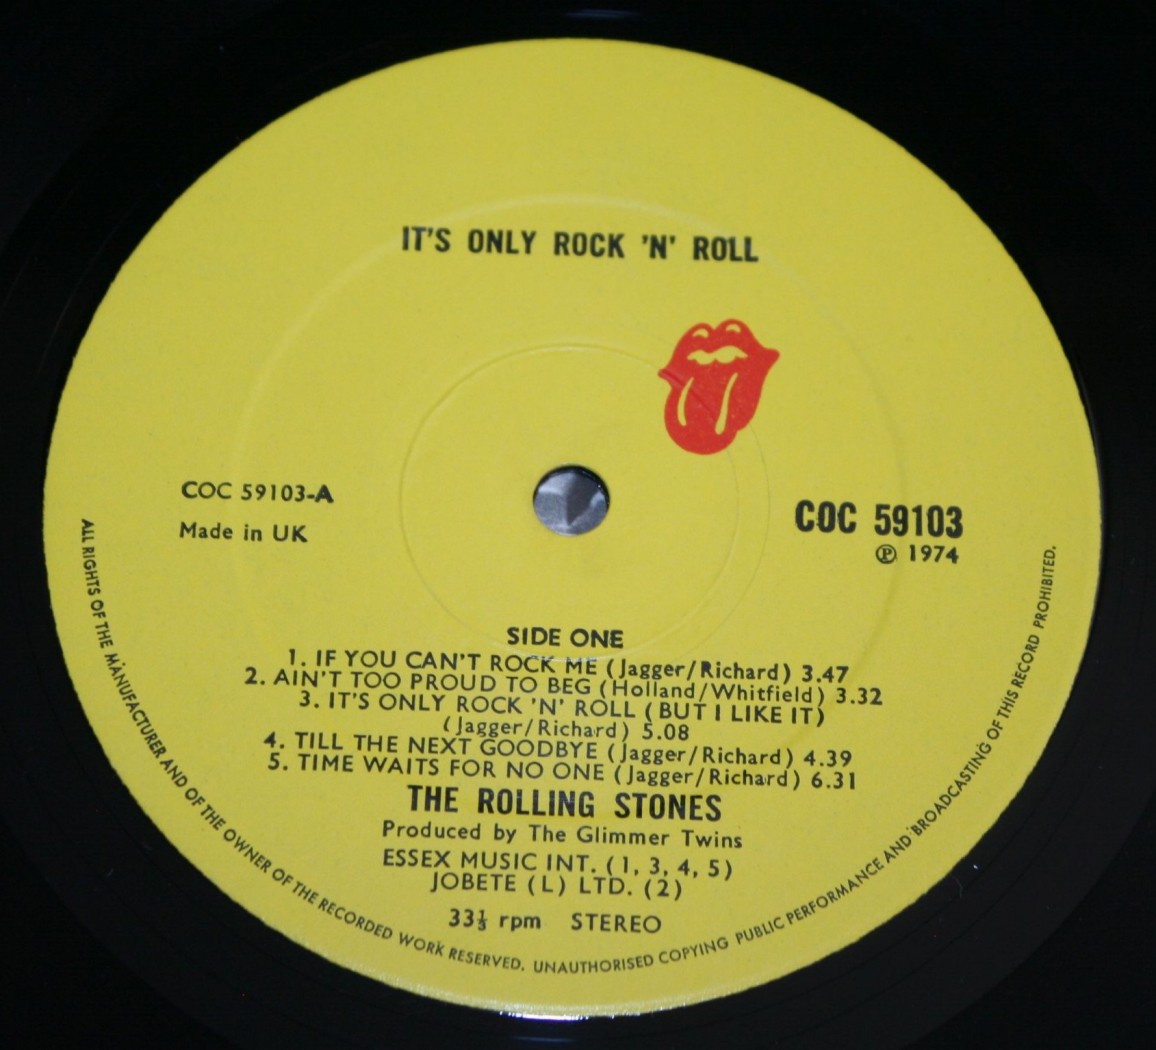 IT'S ONLY ROCK 'N' ROLL
COC 59103-A
Made in UK
COC 59103
℗ 1974
SIDE ONE
1. IF YOU CAN'T ROCK ME (Jagger/Richard) 3.47
2. AIN'T TOO PROUD TO BEG (Holland/Whitfield) 3.32
3. IT'S ONLY ROCK 'N' ROLL (BUT I LIKE IT)
(Jagger/Richard) 5.08
4. TILL THE NEXT GOODBYE (Jagger/Richard) 4.39
5. TIME WAITS FOR NO ONE (Jagger/Richard) 6.31
THE ROLLING STONES
Produced by The Glimmer Twins
ESSEX MUSIC INT. (1, 3, 4, 5)
JOBETE (L) LTD. (2)
33⅓ rpm STEREO
ALL RIGHTS OF THE MANUFACTURER AND OF THE OWNER OF THE RECORDED WORK RESERVED. UNAUTHORISED COPYING PUBLIC PERFORMANCE AND BROADCASTING OF THIS RECORD PROHIBITED.